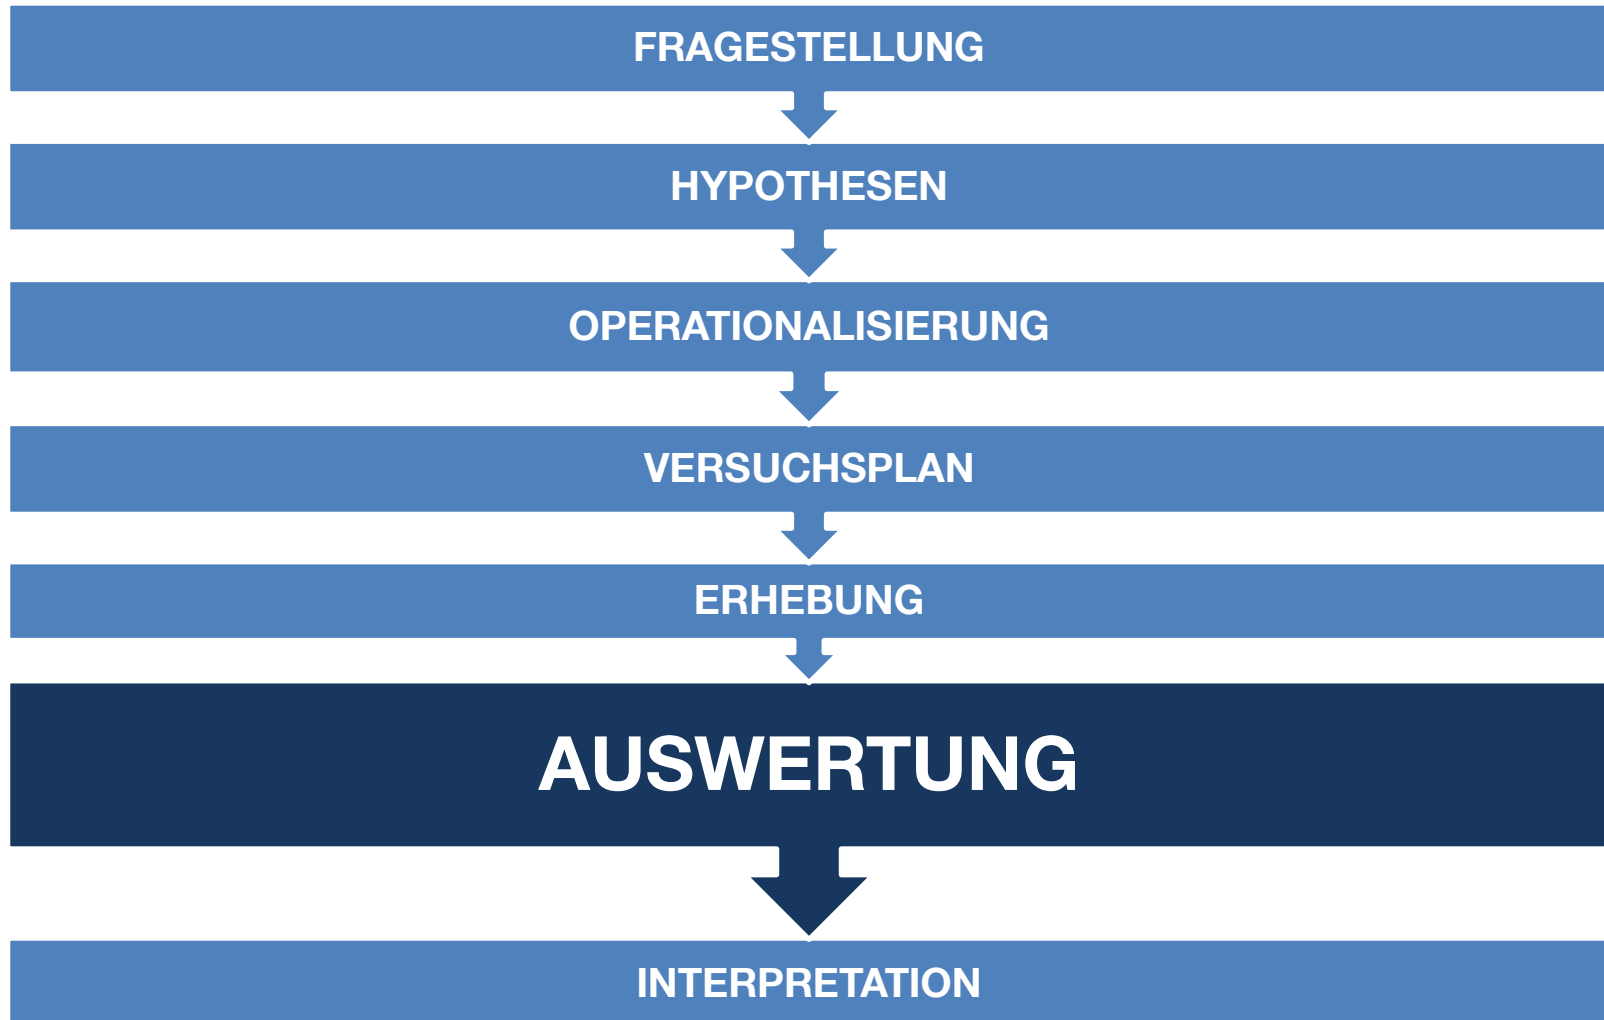 FRAGESTELLUNG
HYPOTHESEN
OPERATIONALISIERUNG
VERSUCHSPLAN
ERHEBUNG
AUSWERTUNG
INTERPRETATION